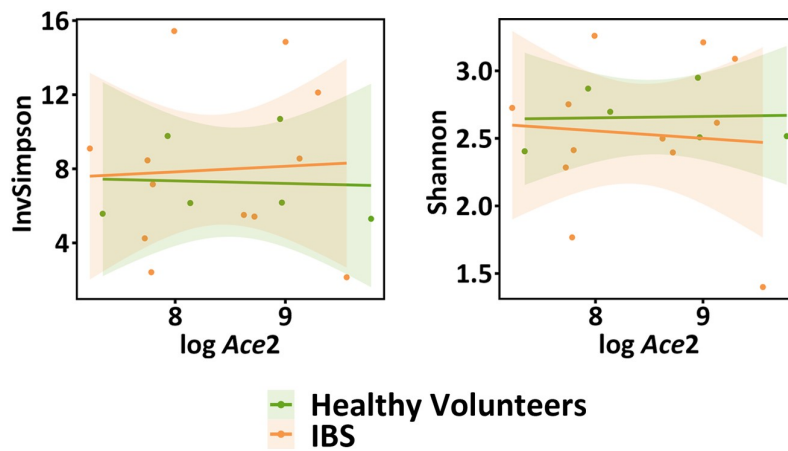 16
12
8
4
InvSimpson
8 9
log Ace2
3.0
2.5
2.0
1.5
Shannon
8 9
log Ace2
Healthy Volunteers
IBS